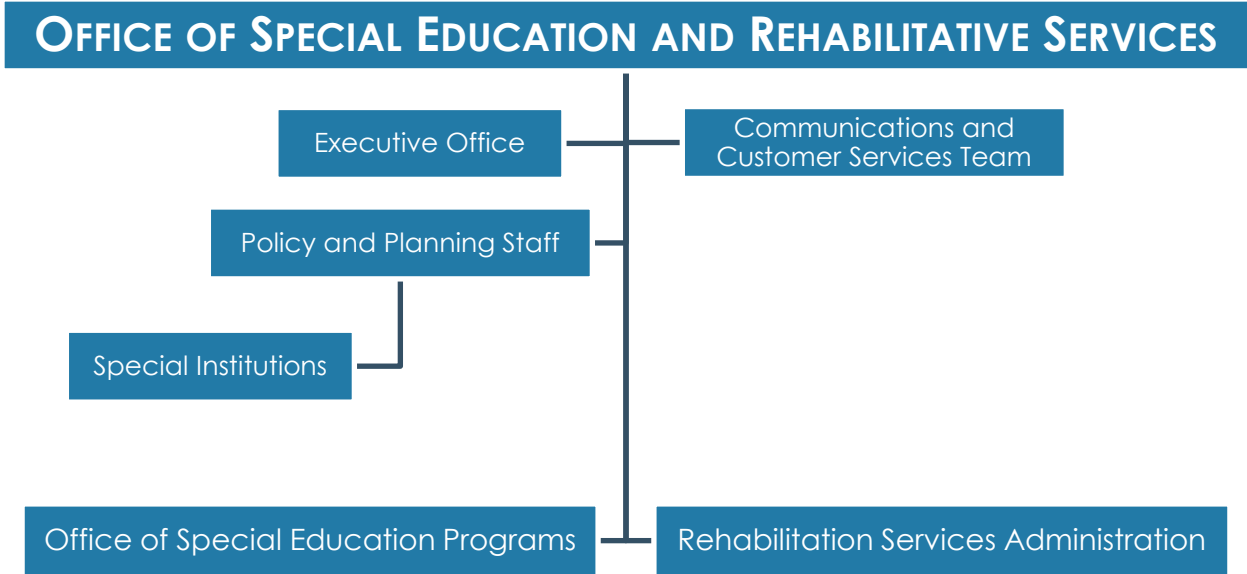 OFFICE OF SPECIAL EDUCATION AND REHABILITATIVE SERVICES
Executive Office
Communications and
Customer Services Team
Policy and Planning Staff
Special Institutions
Office of Special Education Programs
Rehabilitation Services Administration